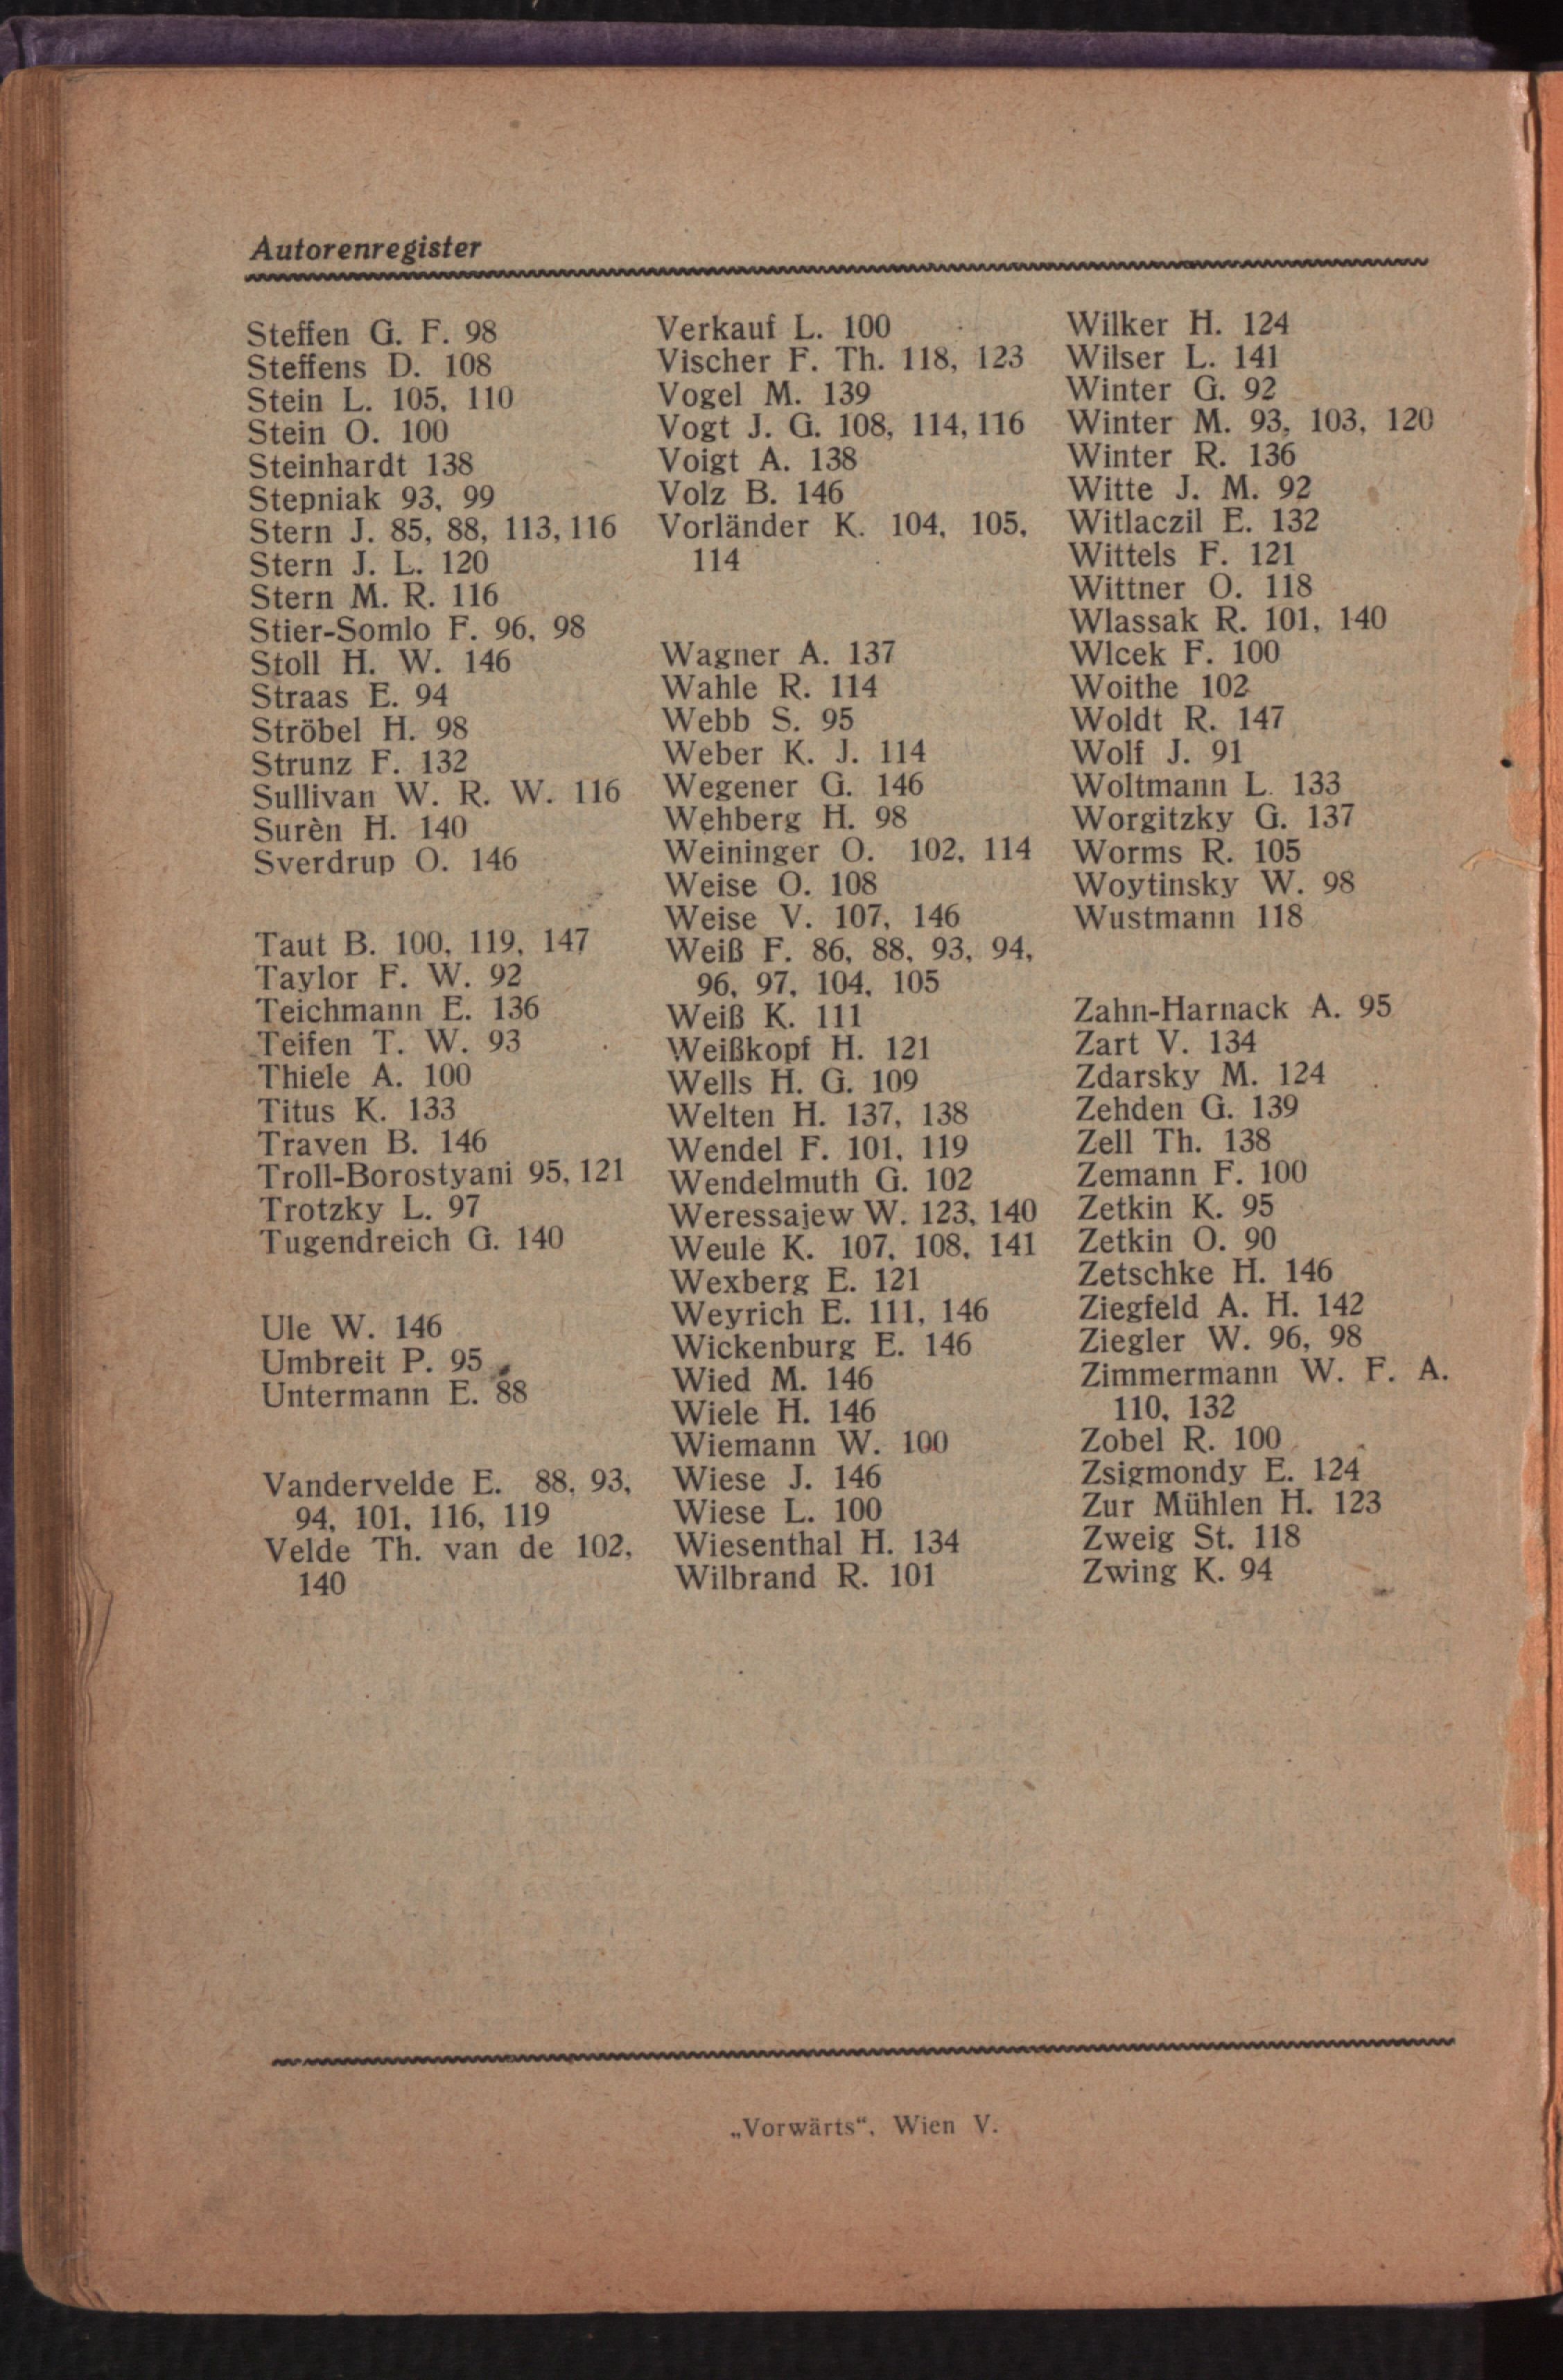 Autorenregister
Steffen G. F. 98
Steffens D. 108
Stein L. 105, 110
Stein O. 100
Steinhardt 138
Stepniak 93, 99
Stern J. 85, 88, 113, 116
Stern J. L. 120
Stern M. R. 116
Stier-Somlo F. 96, 98
Stoll H. W. 146
Straas E. 94
Ströbel H. 98
Strunz F. 132
Sullivan W. R. W. 116
Surèn H. 140
Sverdrup O. 146
Taut B. 100, 119, 147
Taylor F. W. 92
Teichmann E. 136
Teifen T. W. 93
Thiele A. 100
Titus K. 133
Traven B. 146
Troll-Borostyani 95, 121
Trotzky L. 97
Tugendreich G. 140
Ule W. 146
Umbreit P. 95
Untermann E. 88
Vandervelde E. 88, 93,
94, 101, 116, 119
Velde Th. van de 102,
140
Verkauf L. 100
Vischer F. Th. 118, 123
Vogel M. 139
Vogt J. G. 108, 114, 116
Voigt A. 138
Volz B. 146
Vorländer K. 104, 105,
114
Wagner A. 137
Wahle R. 114
Webb S. 95
Weber K. J. 114
Wegener G. 146
Wehberg H. 98
Weininger O. 102, 114
Weise O. 108
Weise V. 107, 146
Weiß F. 86, 88, 93, 94,
96, 97, 104, 105
Weiß K. 111
Weißkopf H. 121
Wells H. G. 109
Welten H. 137, 138
Wendel F. 101, 119
Wendelmuth G. 102
Weressajew W. 123, 140
Weule K. 107, 108, 141
Wexberg E. 121
Weyrich E. 111, 146
Wickenburg E. 146
Wied M. 146
Wiele H. 146
Wiemann W. 100
Wiese J. 146
Wiese L. 100
Wiesenthal H. 134
Wilbrand R. 101
Wilker H. 124
Wilser L. 141
Winter G. 92
Winter M. 93, 103, 120
Winter R. 136
Witte J. M. 92
Witlaczil E. 132
Wittels F. 121
Wittner O. 118
Wlassak R. 101, 140
Wlcek F. 100
Woithe 102
Woldt R. 147
Wolf J. 91
Woltmann L. 133
Worgitzky G. 137
Worms R. 105
Woytinsky W. 98
Wustmann 118
Zahn-Harnack A. 95
Zart V. 134
Zdarsky M. 124
Zehden G. 139
Zell Th. 138
Zemann F. 100
Zetkin K. 95
Zetkin O. 90
Zetschke H. 146
Ziegfeld A. H. 142
Ziegler W. 96, 98
Zimmermann W. F. A.
110, 132
Zobel R. 100
Zsigmondy E. 124
Zur Mühlen H. 123
Zweig St. 118
Zwing K. 94
„Vorwärts“, Wien V.